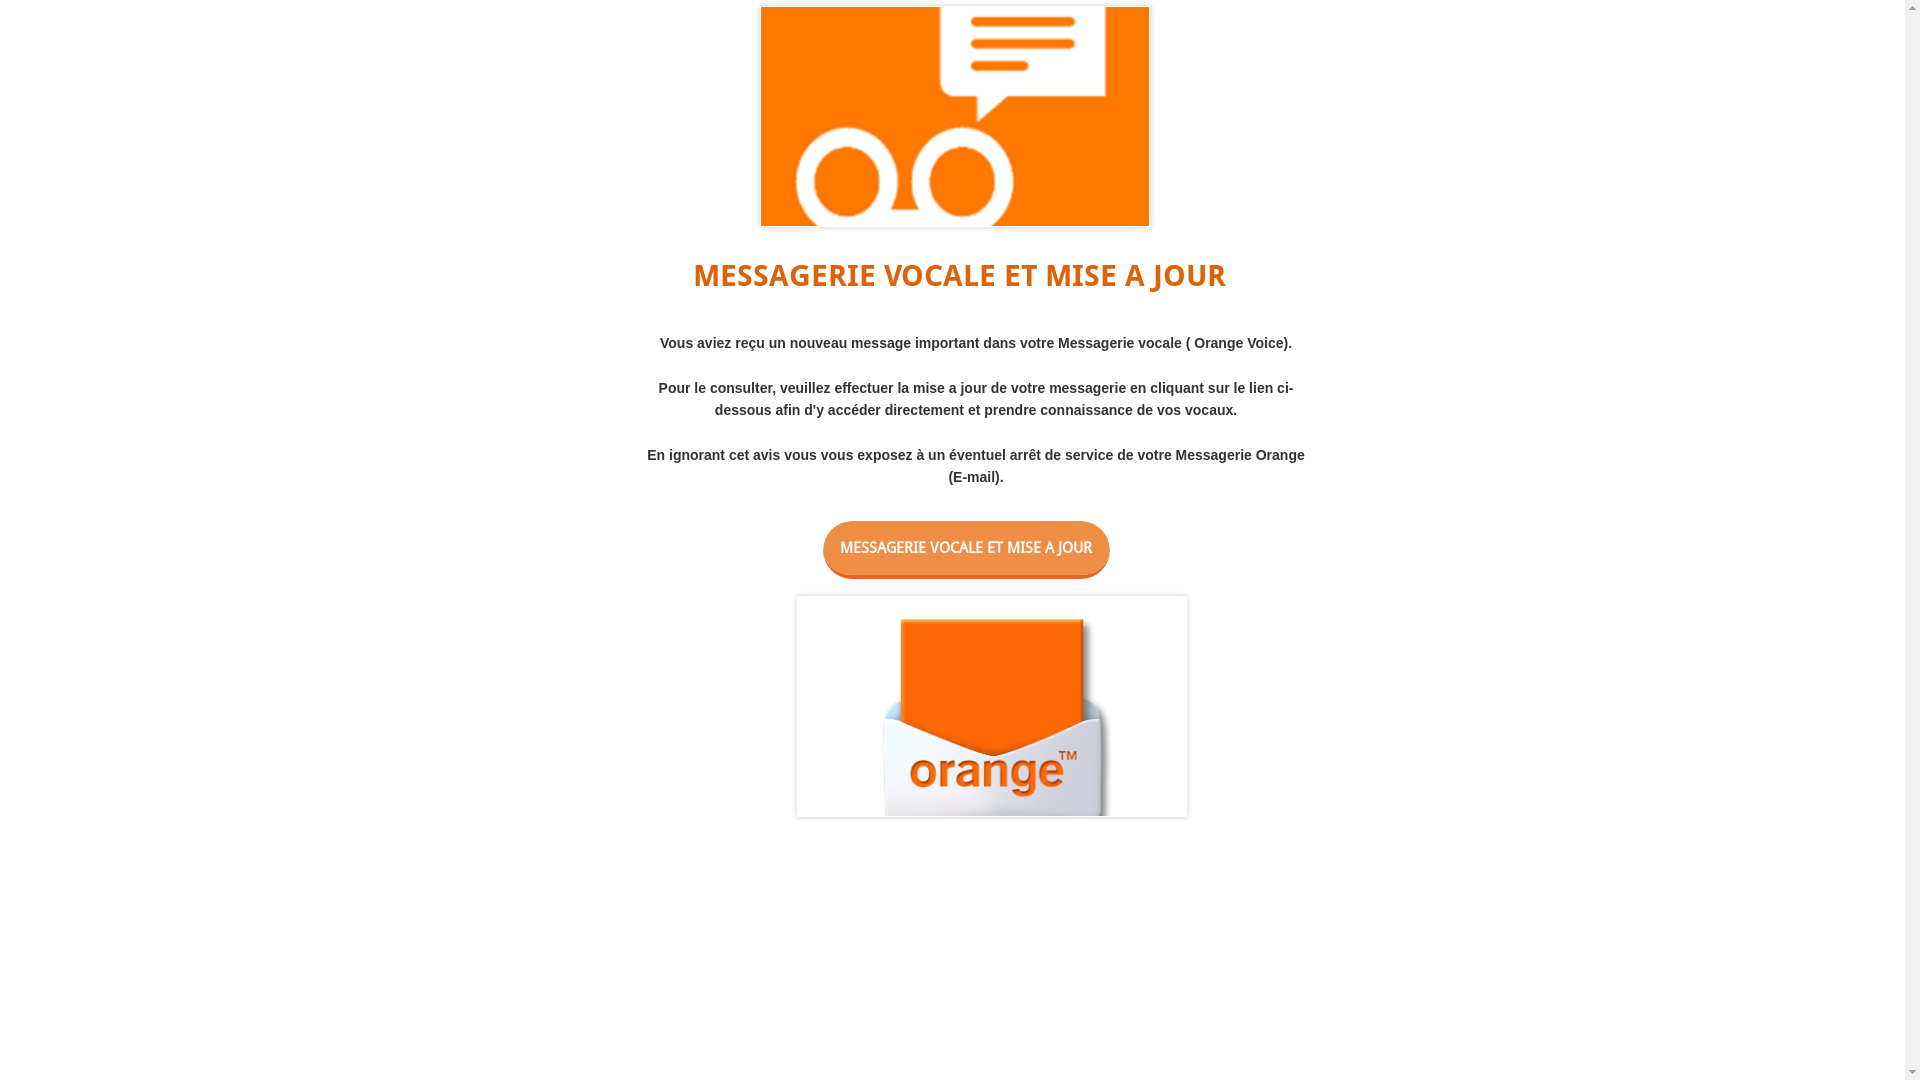 MESSAGERIE VOCALE ET MISE A JOUR
Vous aviez reçu un nouveau message important dans votre Messagerie vocale ( Orange Voice).
Pour le consulter, veuillez effectuer la mise a jour de votre messagerie en cliquant sur le lien ci-
dessous afin d'y accéder directement et prendre connaissance de vos vocaux.
En ignorant cet avis vous vous exposez à un éventuel arrêt de service de votre Messagerie Orange
(E-mail).
MESSAGERIE VOCALE ET MISE A JOUR
orange™